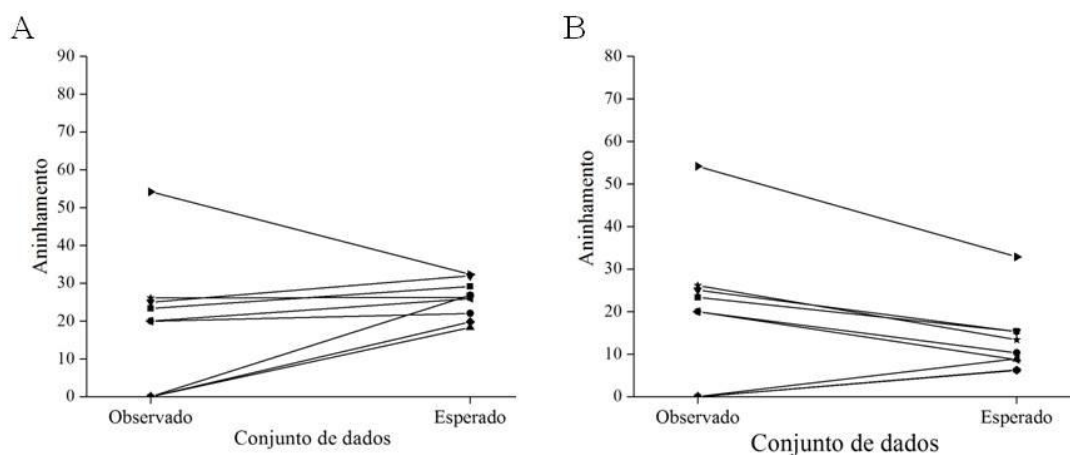 A
90
80
70
60
50
40
30
20
10
0
Aninhamento
Observado
Esperado
Conjunto de dados
B
80
70
60
50
40
30
20
10
0
Aninhamento
Observado
Esperado
Conjunto de dados